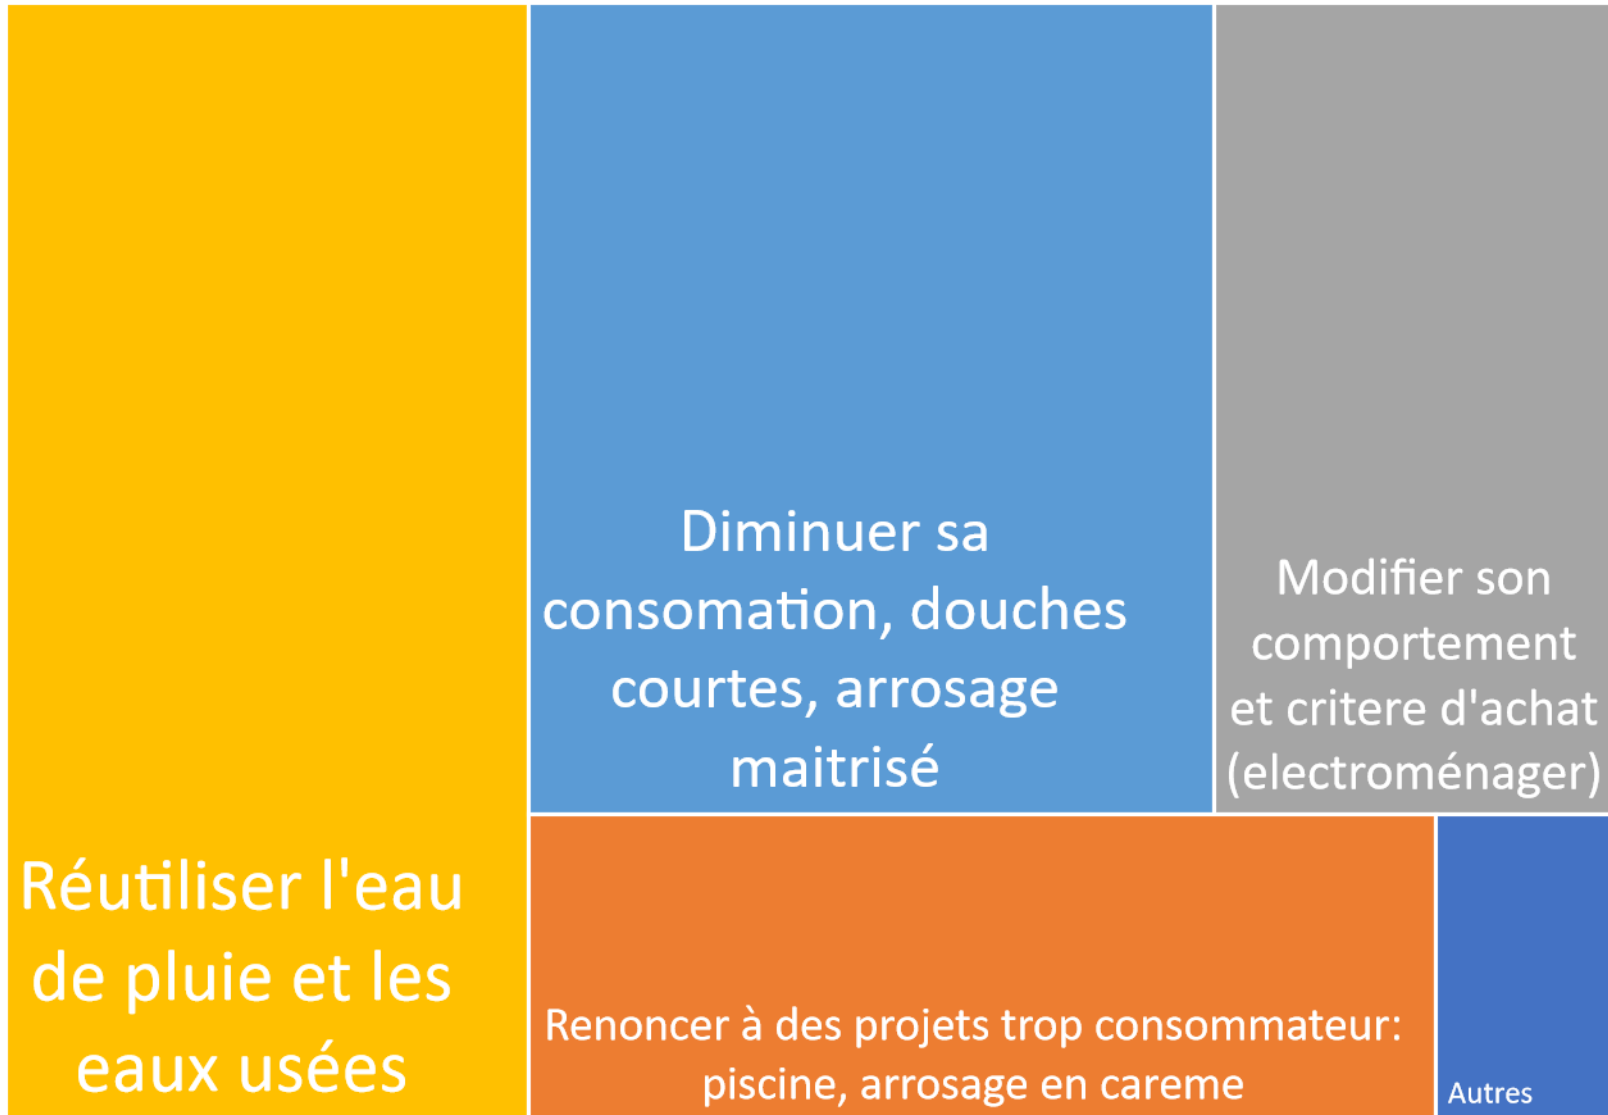 Réutiliser l'eau
de pluie et les
eaux usées
Diminuer sa
consomation, douches
courtes, arrosage
maitrisé
Modifier son
comportement
et critere d'achat
(electroménager)
Renoncer à des projets trop consommateur:
piscine, arrosage en careme
Autres